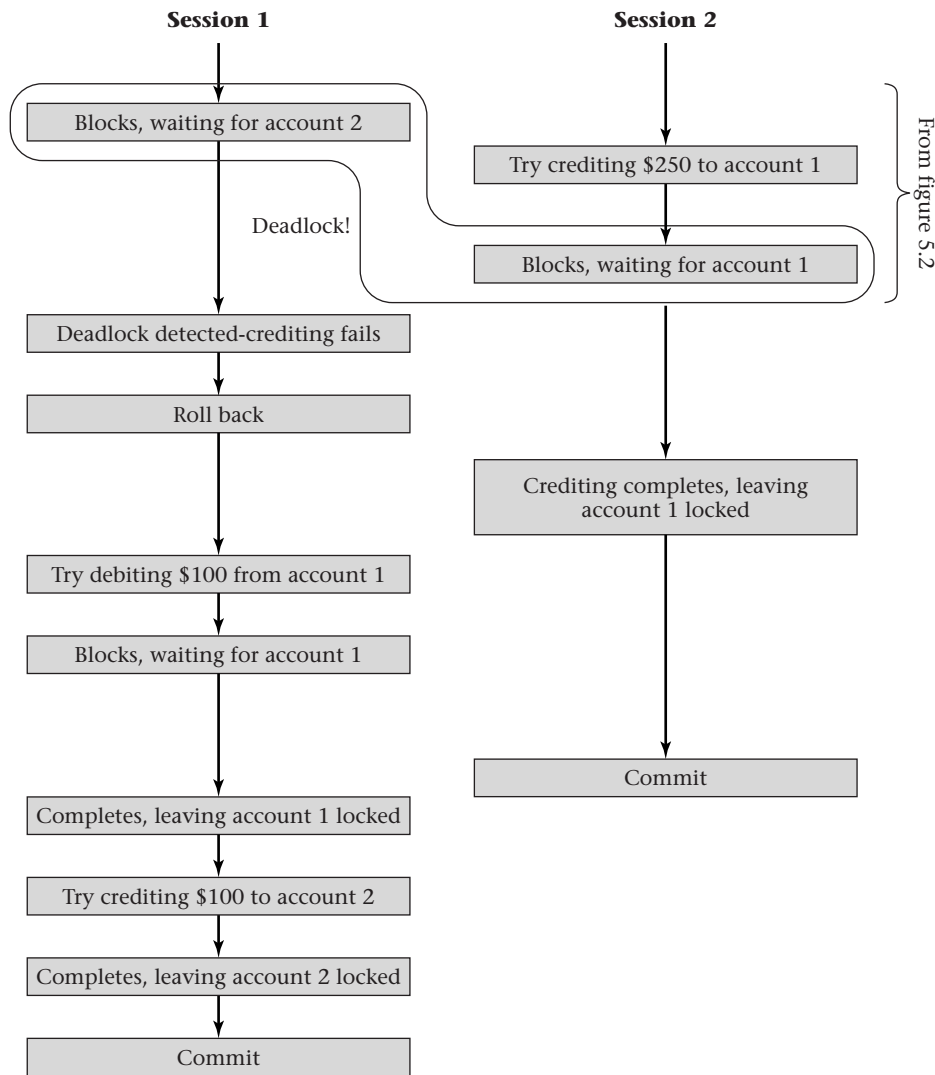 Session 1
Session 2
Blocks, waiting for account 2
Try crediting $250 to account 1
From figure 5.2
Deadlock!
Blocks, waiting for account 1
Deadlock detected-crediting fails
Roll back
Crediting completes, leaving
account 1 locked
Try debiting $100 from account 1
Blocks, waiting for account 1
Commit
Completes, leaving account 1 locked
Try crediting $100 to account 2
Completes, leaving account 2 locked
Commit